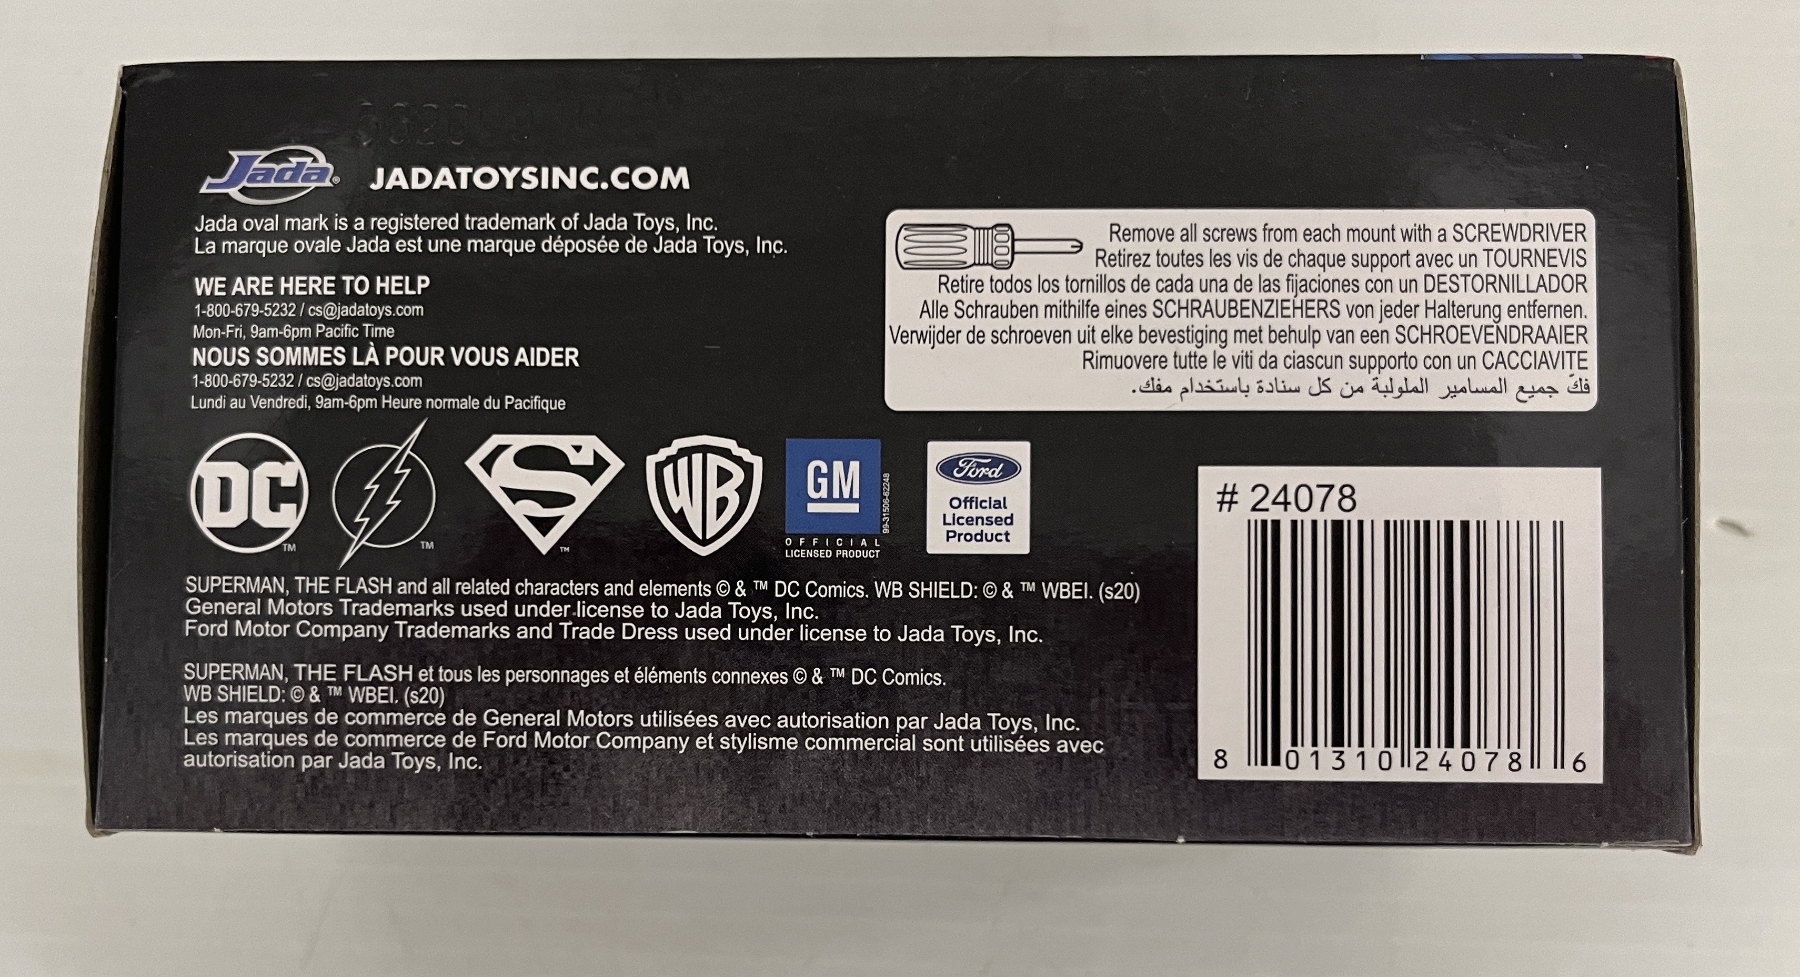 Jada®
JADATOYSINC.COM
Jada oval mark is a registered trademark of Jada Toys, Inc.
La marque ovale Jada est une marque déposée de Jada Toys, Inc.
WE ARE HERE TO HELP
1-800-679-5232 / cs@jadatoys.com
Mon-Fri, 9am-6pm Pacific Time
NOUS SOMMES LÀ POUR VOUS AIDER
1-800-679-5232 / cs@jadatoys.com
Lundi au Vendredi, 9am-6pm Heure normale du Pacifique
Remove all screws from each mount with a SCREWDRIVER
Retirez toutes les vis de chaque support avec un TOURNEVIS
Retire todos los tornillos de cada una de las fijaciones con un DESTORNILLADOR
Alle Schrauben mithilfe eines SCHRAUBENZIEHERS von jeder Halterung entfernen.
Verwijder de schroeven uit elke bevestiging met behulp van een SCHROEVENDRAAIER
Rimuovere tutte le viti da ciascun supporto con un CACCIAVITE
فكّ جميع المسامير الملولبة من كل سنادة باستخدام مفك.
DC™
™
S™
WB
GM
OFFICIAL
LICENSED PRODUCT
99-31506-62248
Ford
Official
Licensed
Product
SUPERMAN, THE FLASH and all related characters and elements © & ™ DC Comics. WB SHIELD: © & ™ WBEI. (s20)
General Motors Trademarks used under license to Jada Toys, Inc.
Ford Motor Company Trademarks and Trade Dress used under license to Jada Toys, Inc.
SUPERMAN, THE FLASH et tous les personnages et éléments connexes © & ™ DC Comics.
WB SHIELD: © & ™ WBEI. (s20)
Les marques de commerce de General Motors utilisées avec autorisation par Jada Toys, Inc.
Les marques de commerce de Ford Motor Company et stylisme commercial sont utilisées avec
autorisation par Jada Toys, Inc.
# 24078
8 01310 24078 6